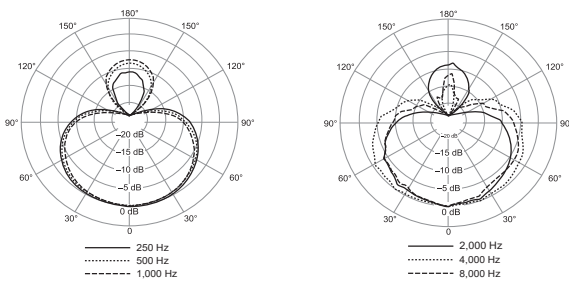 180°
150°
150°
120°
120°
90°
90°
–20 dB
–15 dB
–10 dB
–5 dB
0 dB
60°
60°
30°
30°
0
250 Hz
500 Hz
1,000 Hz
180°
150°
150°
120°
120°
90°
90°
–20 dB
–15 dB
–10 dB
–5 dB
0 dB
60°
60°
30°
30°
0
2,000 Hz
4,000 Hz
8,000 Hz